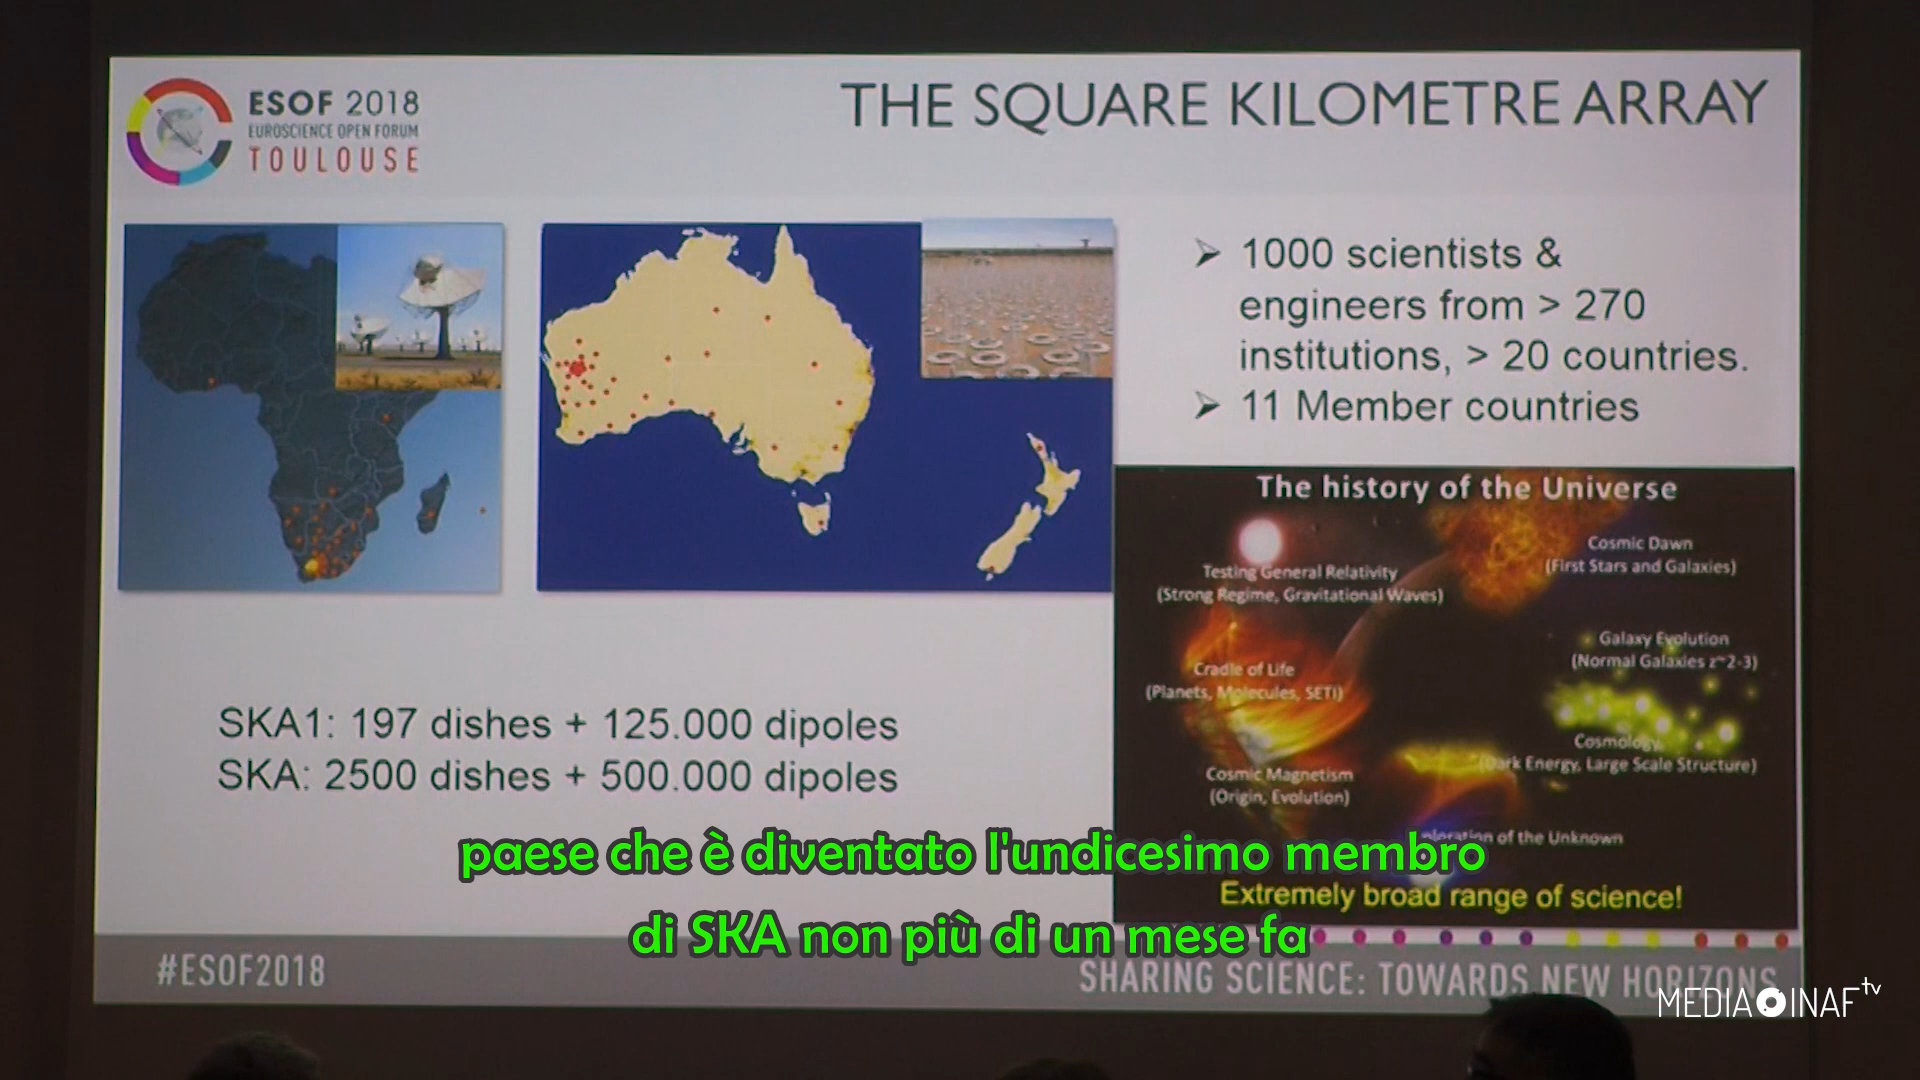 ESOF 2018
EUROSCIENCE OPEN FORUM
TOULOUSE
THE SQUARE KILOMETRE ARRAY
➢ 1000 scientists &
engineers from > 270
institutions, > 20 countries.
➢ 11 Member countries
The history of the Universe
Cosmic Dawn
(First Stars and Galaxies)
Testing General Relativity
(Strong Regime, Gravitational Waves)
Galaxy Evolution
(Normal Galaxies z~2-3)
Cradle of Life
(Planets, Molecules, SETI)
Cosmology
(Dark Energy, Large Scale Structure)
Cosmic Magnetism
(Origin, Evolution)
of the Unknown
Extremely broad range of science!
SKA1: 197 dishes + 125.000 dipoles
SKA: 2500 dishes + 500.000 dipoles
paese che è diventato l'undicesimo membro
di SKA non più di un mese fa
#ESOF2018
SHARING SCIENCE: TOWARDS NEW HORIZONS
MEDIA INAF tv